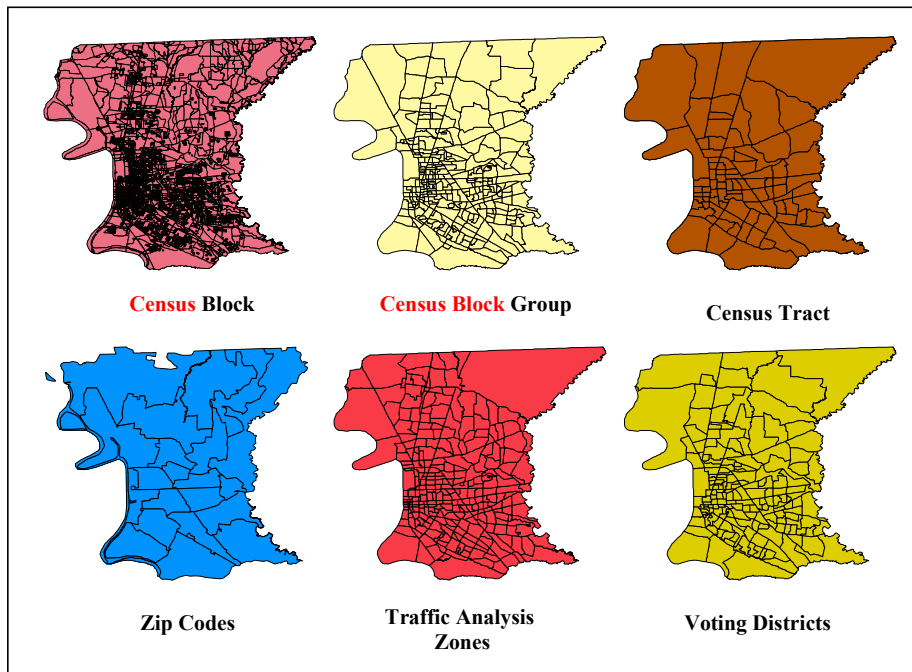 Census Block
Census Block Group
Census Tract
Zip Codes
Traffic Analysis
Zones
Voting Districts